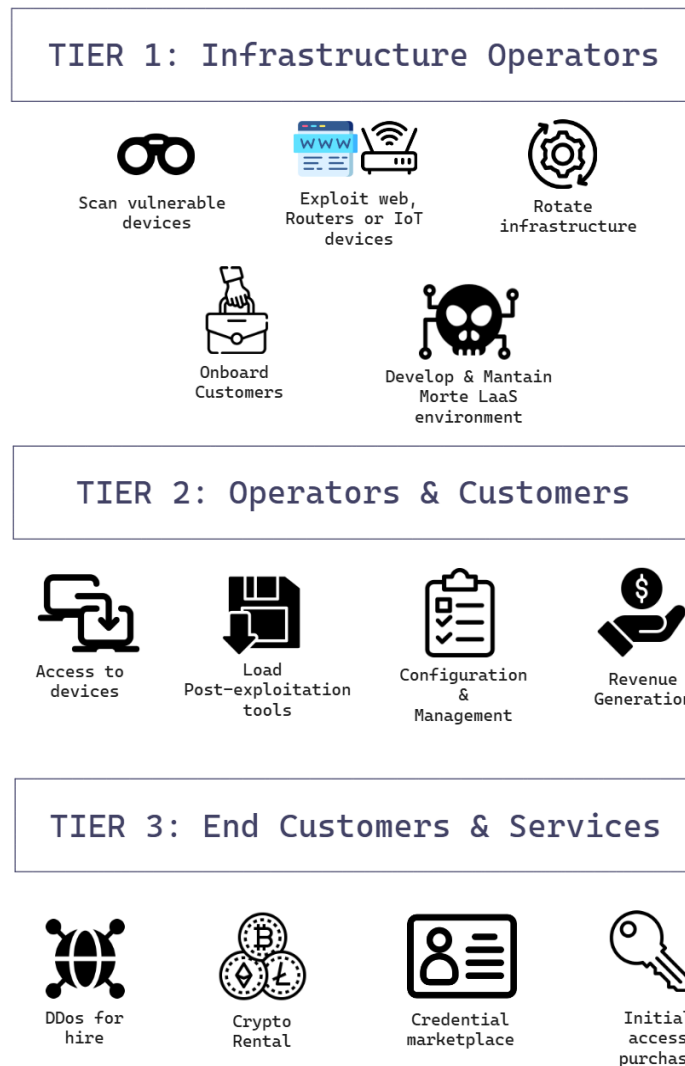 TIER 1: Infrastructure Operators
WWW
Scan vulnerable
devices
Exploit web,
Routers or IoT
devices
Rotate
infrastructure
Onboard
Customers
Develop & Mantain
Morte LaaS
environment
TIER 2: Operators & Customers
Access to
devices
Load
Post-exploitation
tools
Configuration
&
Management
$
Revenue
Generation
TIER 3: End Customers & Services
DDos for
hire
Crypto
Rental
Credential
marketplace
Initial
access
purchas